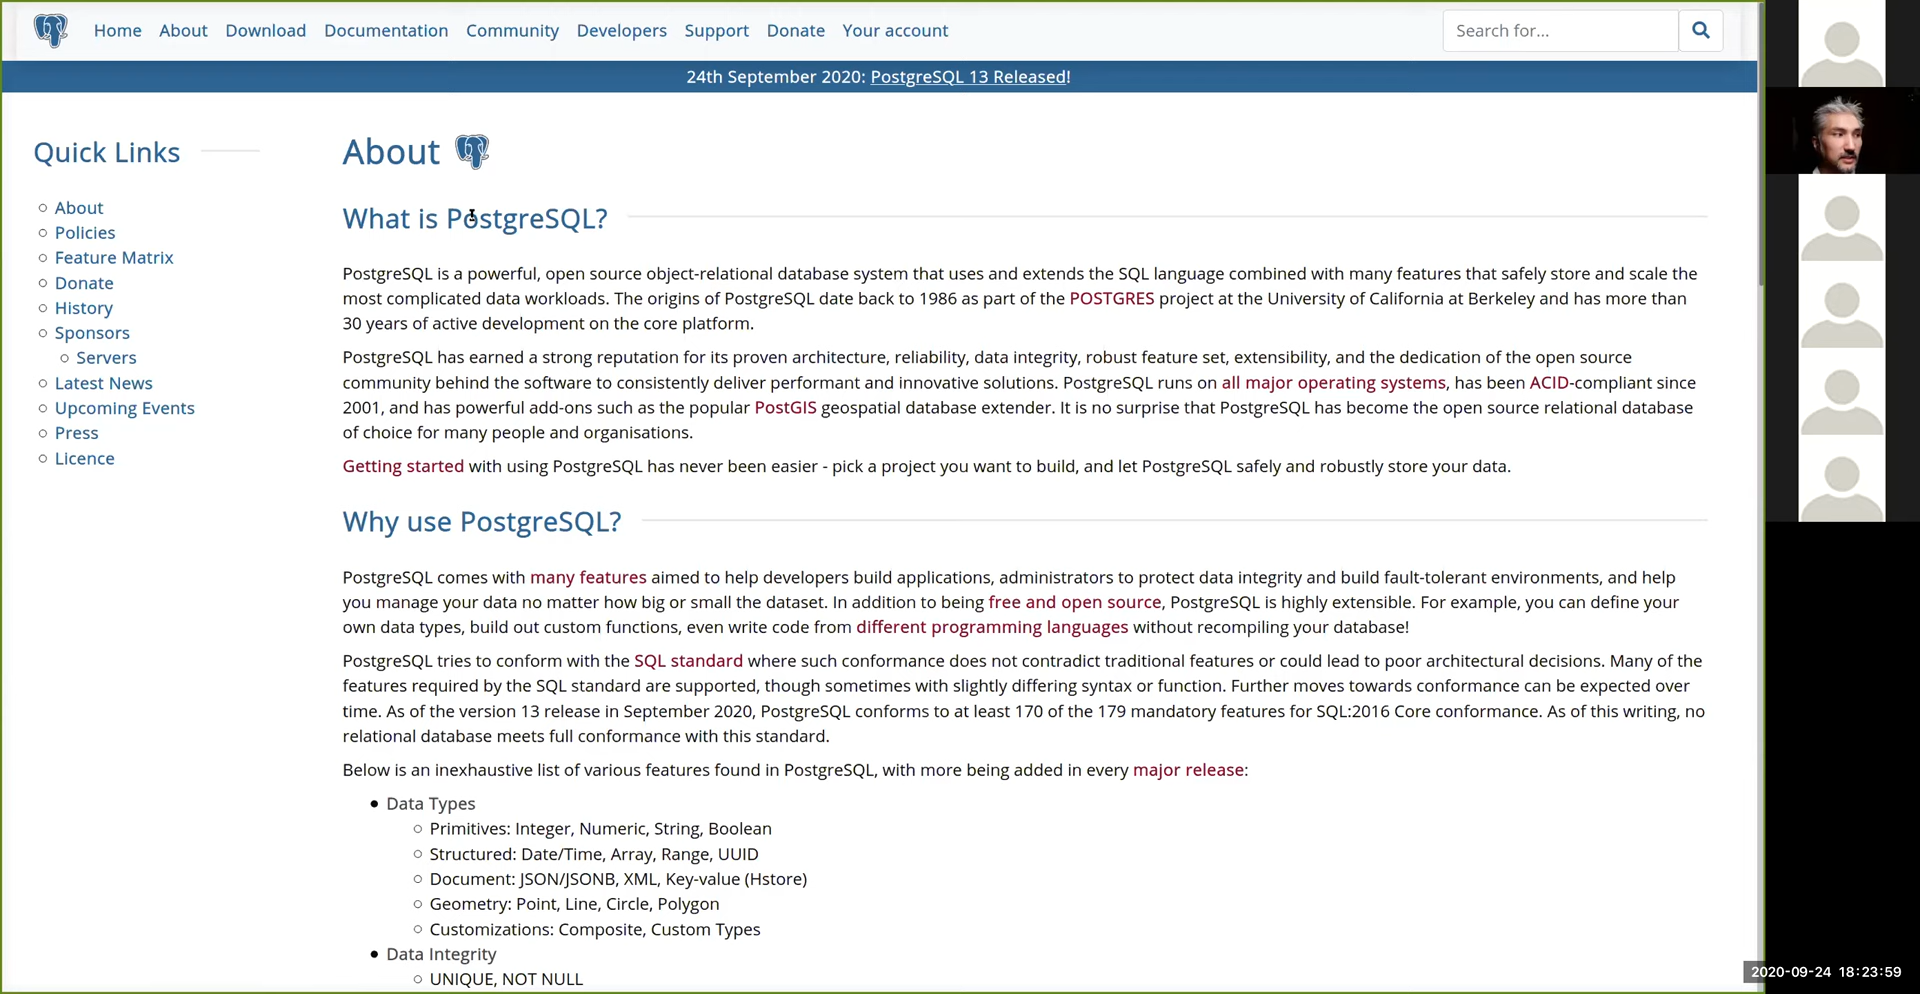 Home About Download Documentation Community Developers Support Donate Your account
Search for...
24th September 2020: PostgreSQL 13 Released!
Quick Links
About
Policies
Feature Matrix
Donate
History
Sponsors
Servers
Latest News
Upcoming Events
Press
Licence
About
What is PostgreSQL?
PostgreSQL is a powerful, open source object-relational database system that uses and extends the SQL language combined with many features that safely store and scale the
most complicated data workloads. The origins of PostgreSQL date back to 1986 as part of the POSTGRES project at the University of California at Berkeley and has more than
30 years of active development on the core platform.
PostgreSQL has earned a strong reputation for its proven architecture, reliability, data integrity, robust feature set, extensibility, and the dedication of the open source
community behind the software to consistently deliver performant and innovative solutions. PostgreSQL runs on all major operating systems, has been ACID-compliant since
2001, and has powerful add-ons such as the popular PostGIS geospatial database extender. It is no surprise that PostgreSQL has become the open source relational database
of choice for many people and organisations.
Getting started with using PostgreSQL has never been easier - pick a project you want to build, and let PostgreSQL safely and robustly store your data.
Why use PostgreSQL?
PostgreSQL comes with many features aimed to help developers build applications, administrators to protect data integrity and build fault-tolerant environments, and help
you manage your data no matter how big or small the dataset. In addition to being free and open source, PostgreSQL is highly extensible. For example, you can define your
own data types, build out custom functions, even write code from different programming languages without recompiling your database!
PostgreSQL tries to conform with the SQL standard where such conformance does not contradict traditional features or could lead to poor architectural decisions. Many of the
features required by the SQL standard are supported, though sometimes with slightly differing syntax or function. Further moves towards conformance can be expected over
time. As of the version 13 release in September 2020, PostgreSQL conforms to at least 170 of the 179 mandatory features for SQL:2016 Core conformance. As of this writing, no
relational database meets full conformance with this standard.
Below is an inexhaustive list of various features found in PostgreSQL, with more being added in every major release:
Data Types
Primitives: Integer, Numeric, String, Boolean
Structured: Date/Time, Array, Range, UUID
Document: JSON/JSONB, XML, Key-value (Hstore)
Geometry: Point, Line, Circle, Polygon
Customizations: Composite, Custom Types
Data Integrity
UNIQUE, NOT NULL
2020-09-24 18:23:59